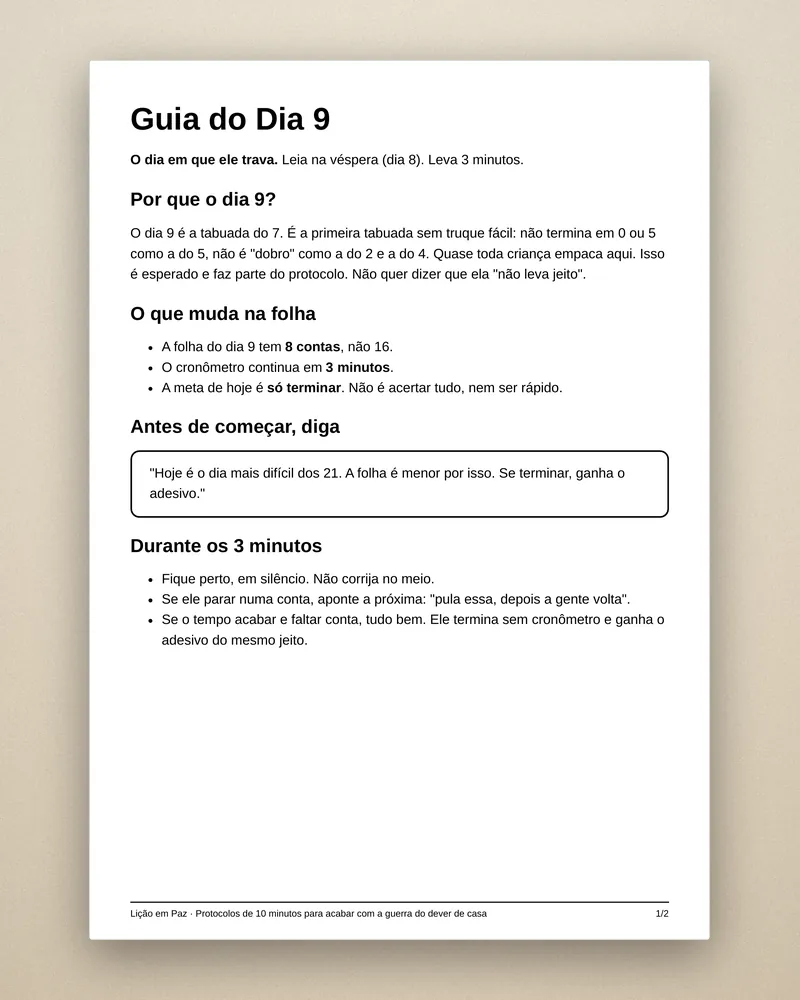 Guia do Dia 9
O dia em que ele trava. Leia na véspera (dia 8). Leva 3 minutos.
Por que o dia 9?
O dia 9 é a tabuada do 7. É a primeira tabuada sem truque fácil: não termina em 0 ou 5
como a do 5, não é "dobro" como a do 2 e a do 4. Quase toda criança empaca aqui. Isso
é esperado e faz parte do protocolo. Não quer dizer que ela "não leva jeito".
O que muda na folha
• A folha do dia 9 tem 8 contas, não 16.
• O cronômetro continua em 3 minutos.
• A meta de hoje é só terminar. Não é acertar tudo, nem ser rápido.
Antes de começar, diga
"Hoje é o dia mais difícil dos 21. A folha é menor por isso. Se terminar, ganha o
adesivo."
Durante os 3 minutos
• Fique perto, em silêncio. Não corrija no meio.
• Se ele parar numa conta, aponte a próxima: "pula essa, depois a gente volta".
• Se o tempo acabar e faltar conta, tudo bem. Ele termina sem cronômetro e ganha o
adesivo do mesmo jeito.
Lição em Paz · Protocolos de 10 minutos para acabar com a guerra do dever de casa 1/2